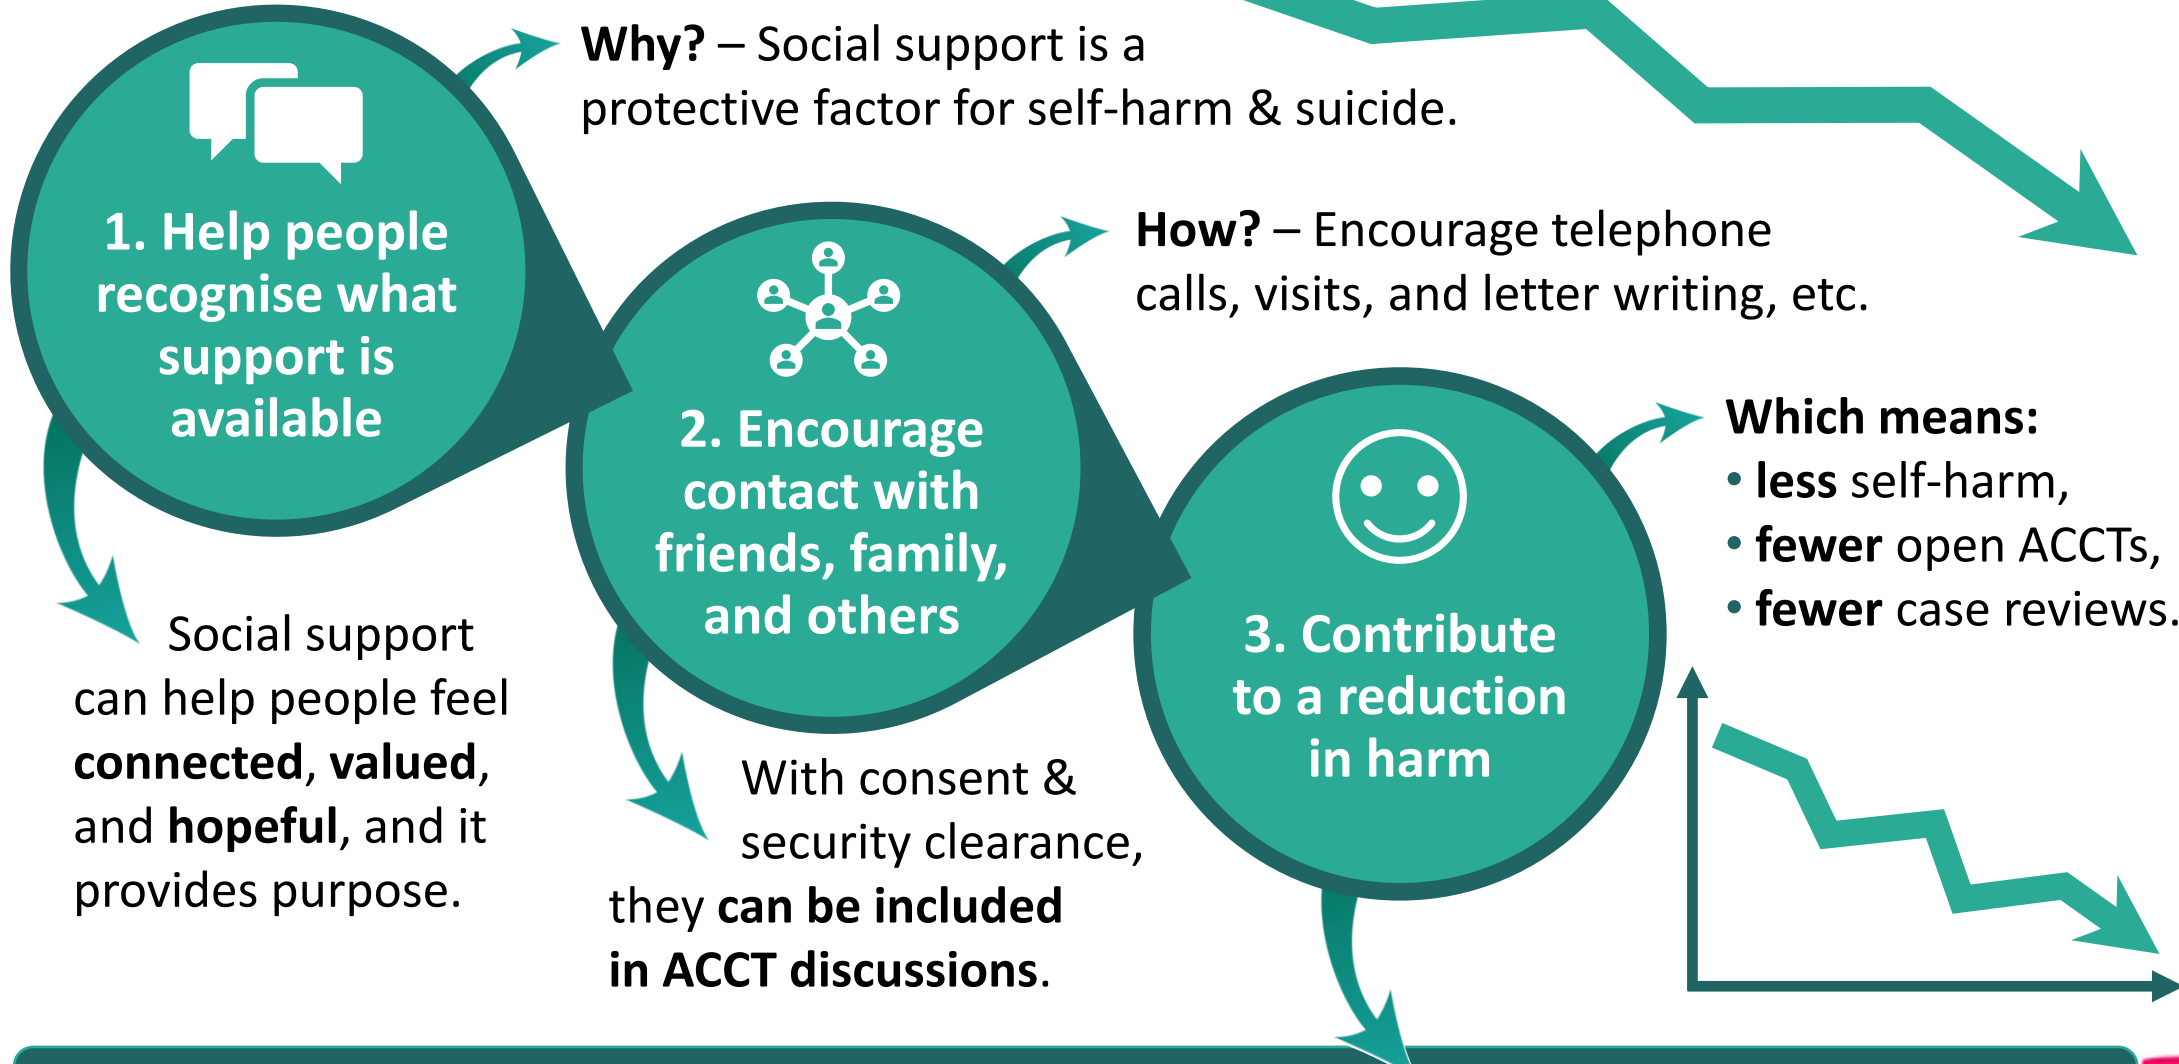 Why? – Social support is a
protective factor for self-harm & suicide.
1. Help people
recognise what
support is
available
How? – Encourage telephone
calls, visits, and letter writing, etc.
2. Encourage
contact with
friends, family,
and others
Which means:
• less self-harm,
• fewer open ACCTs,
• fewer case reviews.
Social support
can help people feel
connected, valued,
and hopeful, and it
provides purpose.
3. Contribute
to a reduction
in harm
With consent &
security clearance,
they can be included
in ACCT discussions.